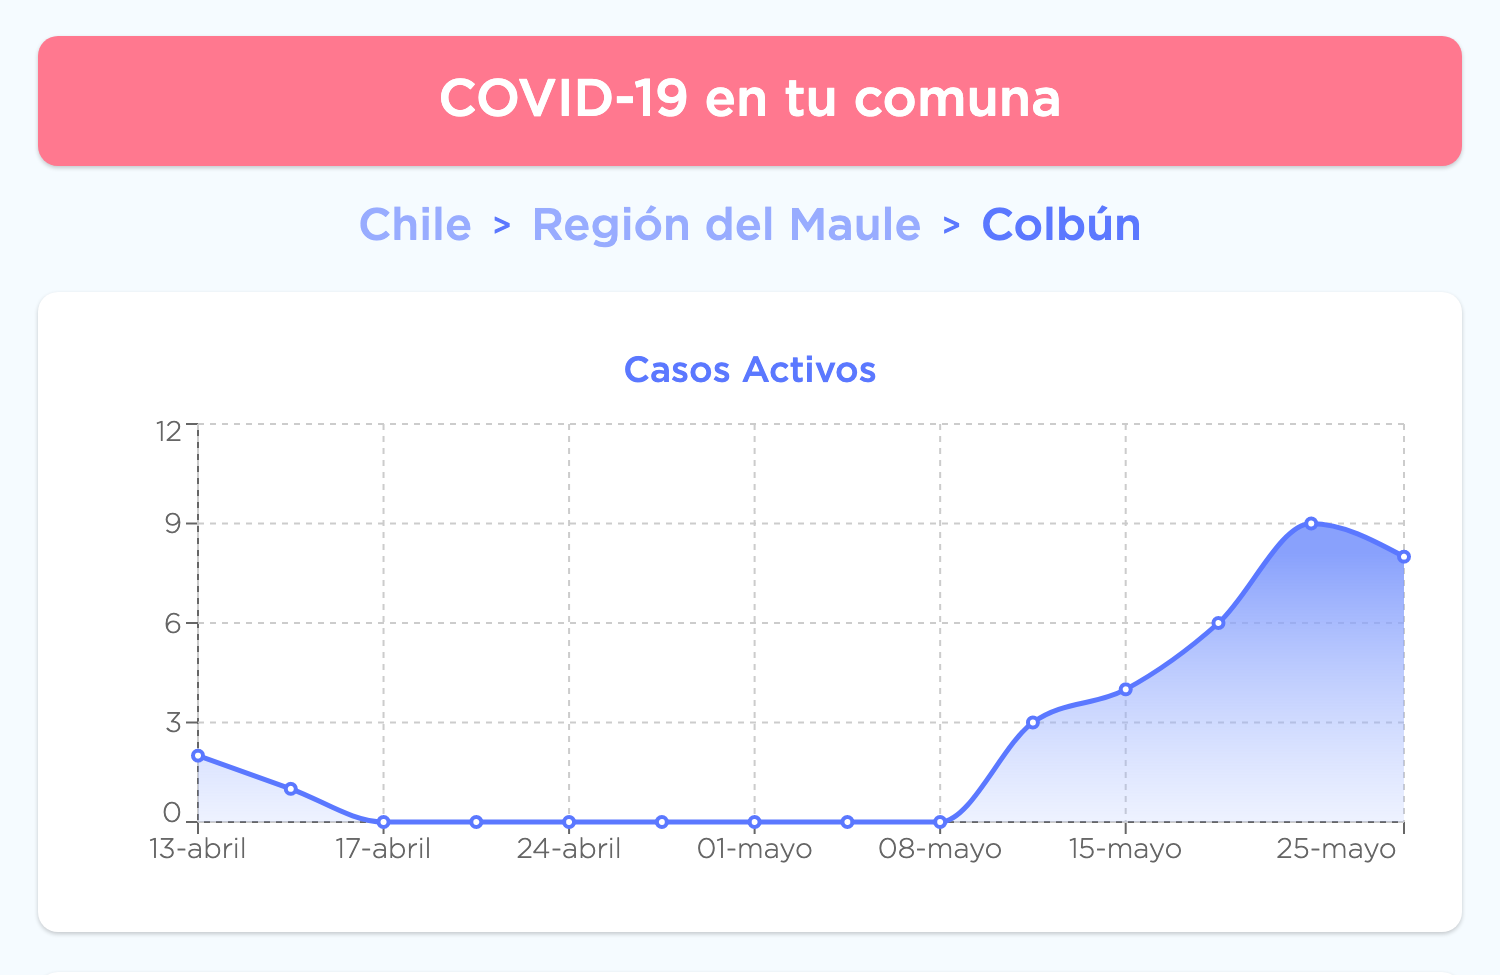 COVID-19 en tu comuna
Chile > Región del Maule > Colbún
Casos Activos
12
9
6
3
0
13-abril 17-abril 24-abril 01-mayo 08-mayo 15-mayo 25-mayo